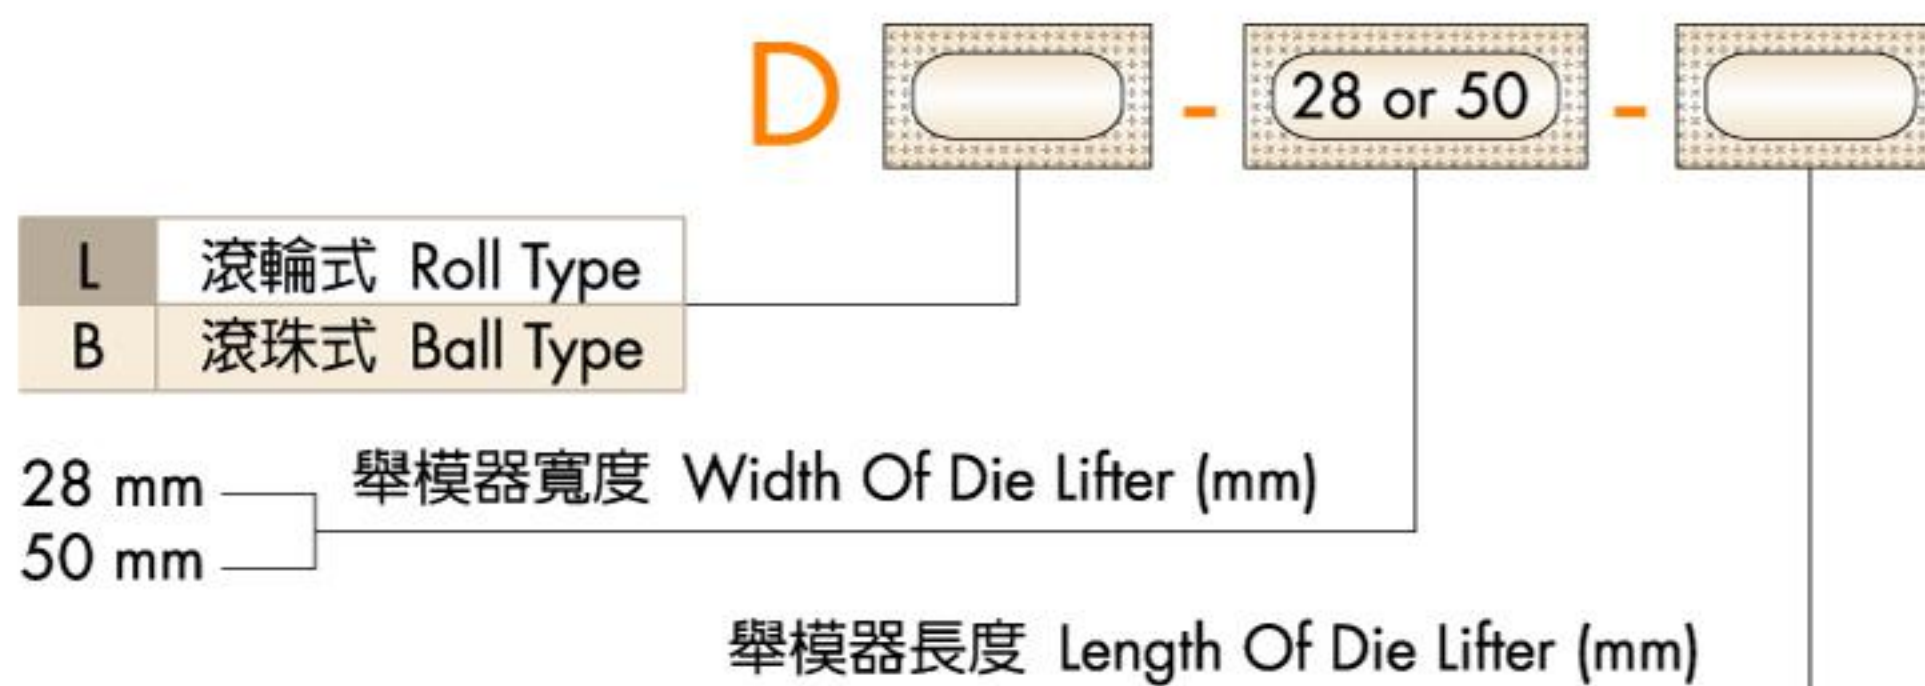 D - 28 or 50 -
L 滾輪式 Roll Type
B 滾珠式 Ball Type
28 mm 舉模器寬度 Width Of Die Lifter (mm)
50 mm
舉模器長度 Length Of Die Lifter (mm)